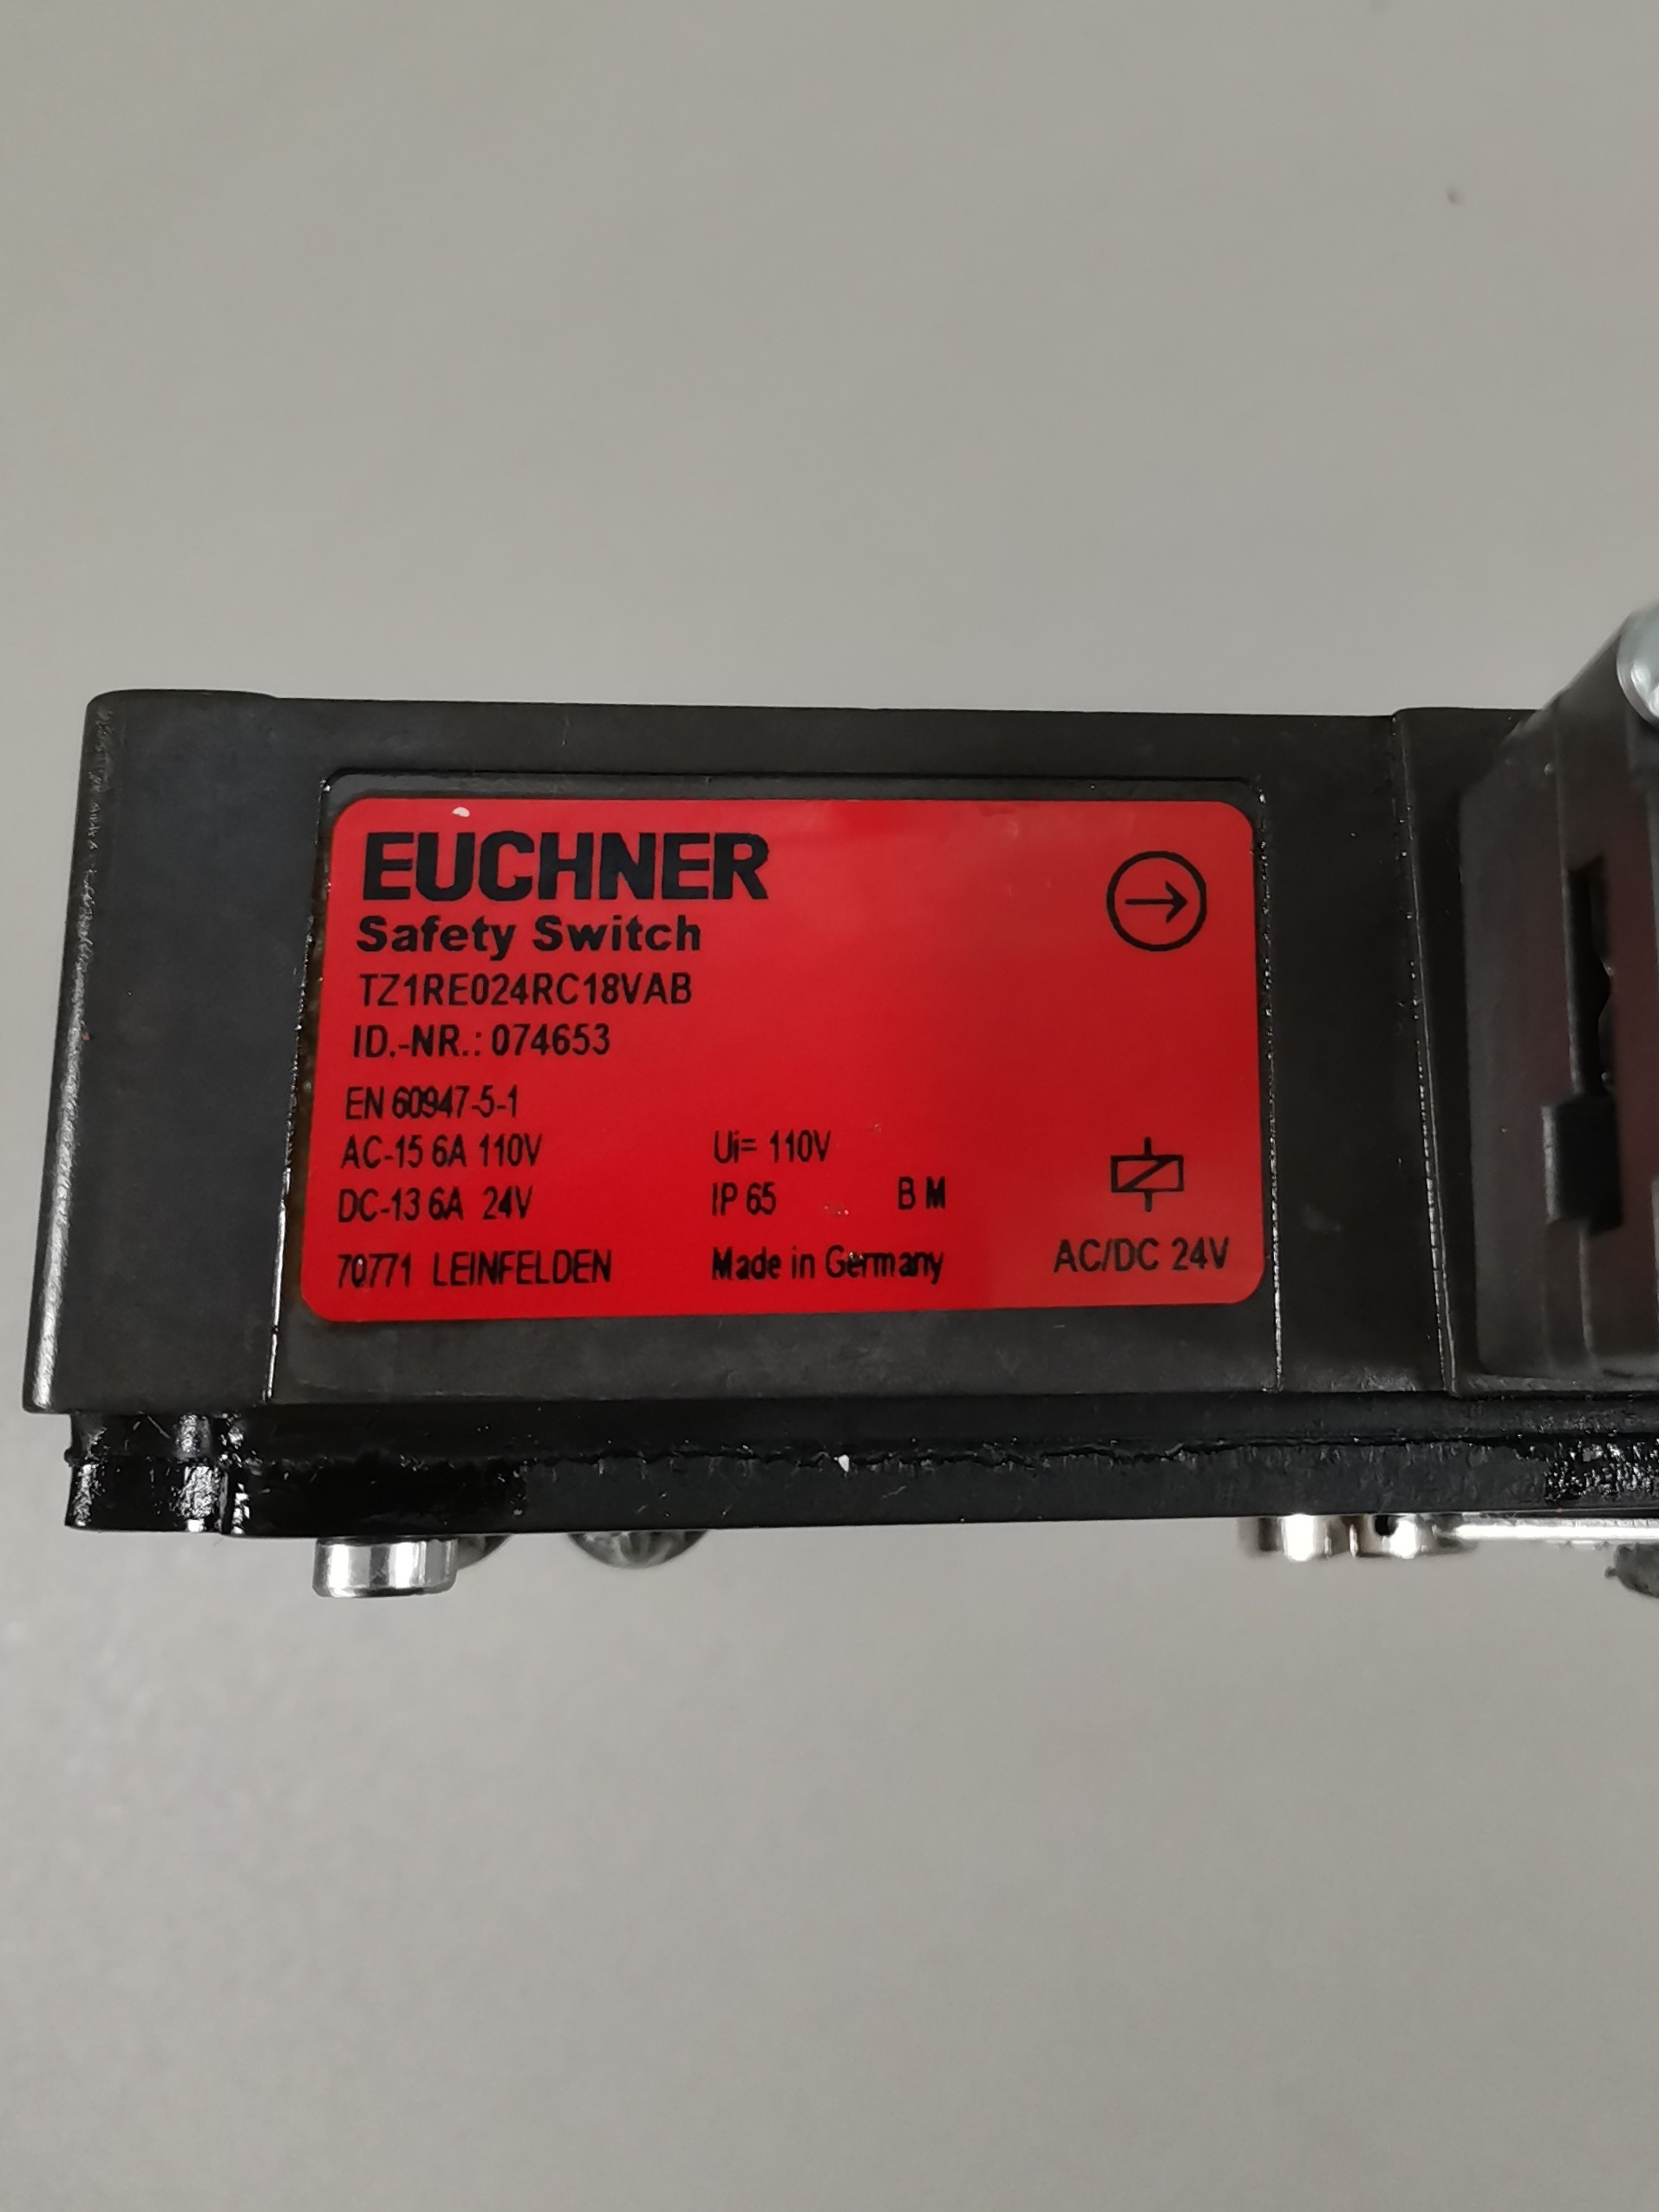 EUCHNER
Safety Switch
TZ1RE024RC18VAB
ID.-NR.: 074653
EN 60947-5-1
AC-15 6A 110V Ui= 110V
DC-13 6A 24V IP 65 B M
70771 LEINFELDEN Made in Germany AC/DC 24V